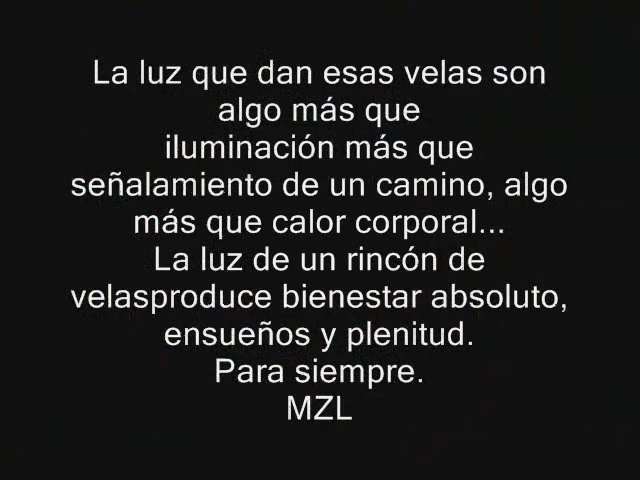 La luz que dan esas velas son
algo más que
iluminación más que
señalamiento de un camino, algo
más que calor corporal...
La luz de un rincón de
velasproduce bienestar absoluto,
ensueños y plenitud.
Para siempre.
MZL